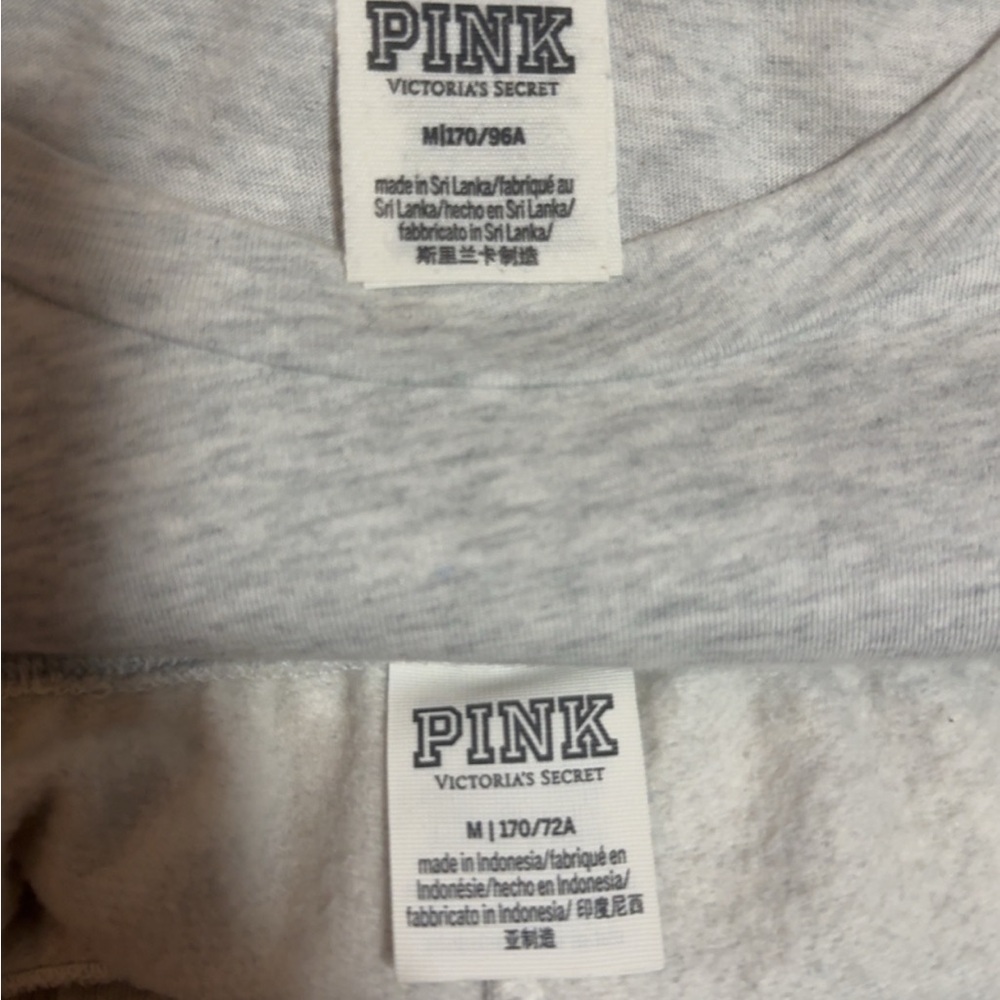 PINK
VICTORIA'S SECRET
M|170/96A
made in Sri Lanka/fabriqué au
Sri Lanka/hecho en Sri Lanka/
fabbricato in Sri Lanka/
斯里兰卡制造
PINK
VICTORIA'S SECRET
M | 170/72A
made in Indonesia/fabriqué en
Indonésie/hecho en Indonesia/
fabbricato in Indonesia/ 印度尼西
亚制造